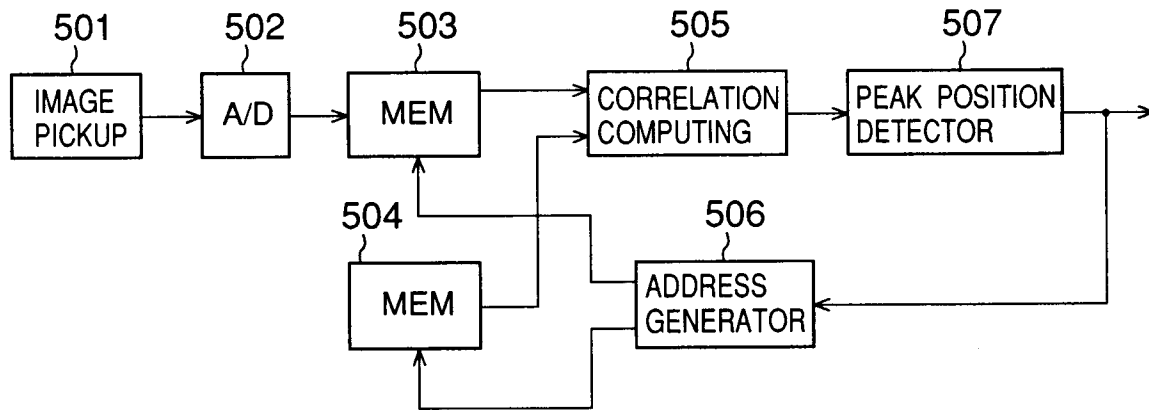 501
502
503
505
507
IMAGE
PICKUP
A/D
MEM
CORRELATION
COMPUTING
PEAK POSITION
DETECTOR
504
506
MEM
ADDRESS
GENERATOR